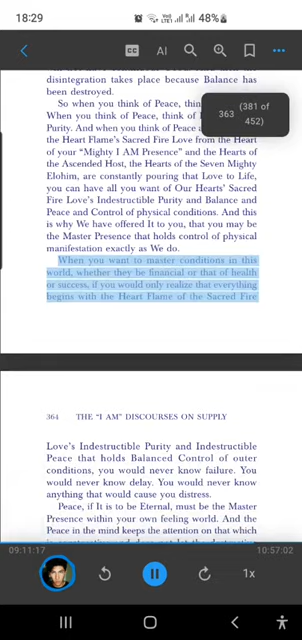 18:29
Vo)) LTE1
48%
CC
AI
363
(381 of
452)
disintegration takes place because Balance has
been destroyed.
So when you think of Peace,
When you think of Peace, think of
Purity. And when you think of Peace
the Heart Flame's Sacred Fire Love from the Heart
of your "Mighty I AM Presence" and the Hearts of
the Ascended Host, the Hearts of the Seven Mighty
Elohim, are constantly pouring that Love to Life,
you can have all you want of Our Hearts' Sacred
Fire Love's Indestructible Purity and Balance and
Peace and Control of physical conditions. And this
is why We have offered It to you, that you may be
the Master Presence that holds control of physical
manifestation exactly as We do.
When you want to master conditions in this
world, whether they be financial or that of health
or success, if you would only realize that everything
begins with the Heart Flame of the Sacred Fire
364 THE "I AM" DISCOURSES ON SUPPLY
Love's Indestructible Purity and Indestructible
Peace that holds Balanced Control of outer
conditions, you would never know failure. You
would never know delay. You would never know
anything that would cause you distress.
Peace, if It is to be Eternal, must be the Master
Presence within your own feeling world. And the
Peace in the mind keeps the attention on that which
09:11:17
10:57:02
1x